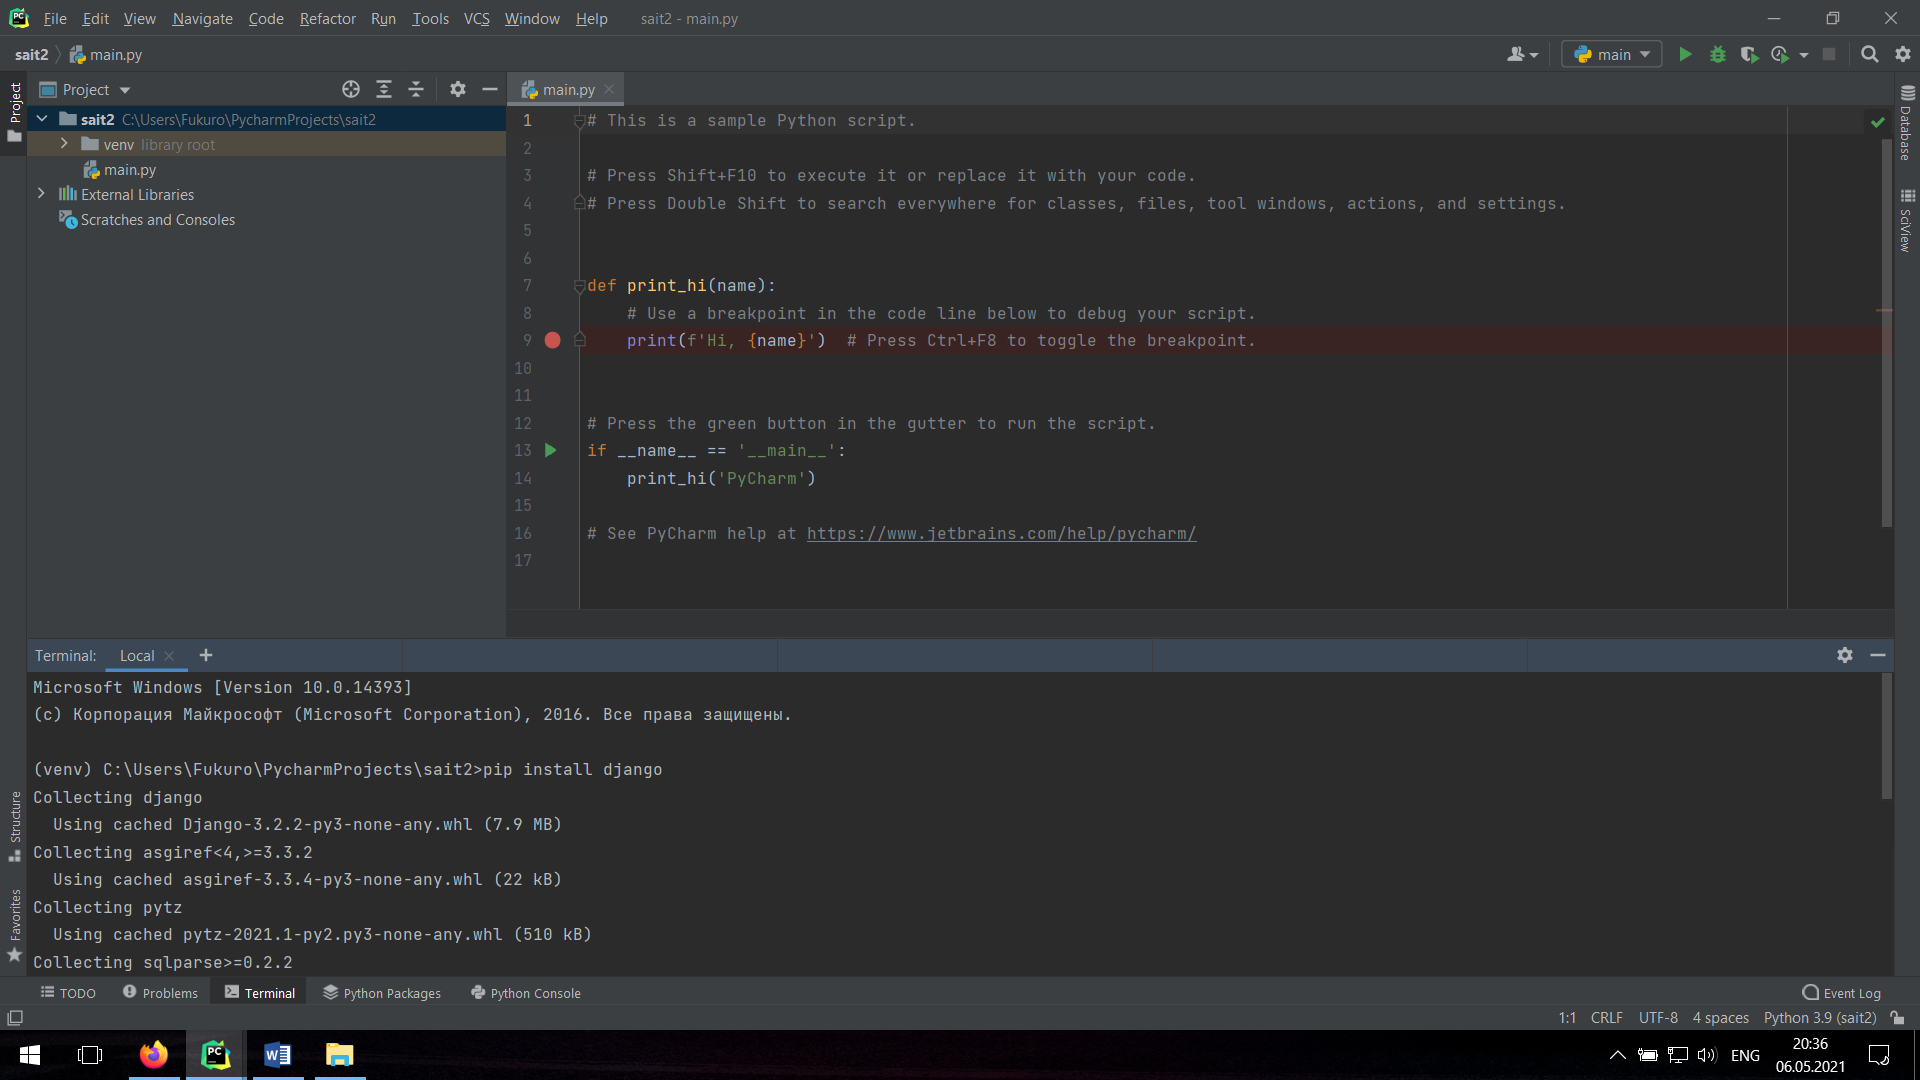 File Edit View Navigate Code Refactor Run Tools VCS Window Help sait2 - main.py
sait2 main.py
main
Project
main.py
Project
Database
SciView
Structure
Favorites
sait2 C:\Users\Fukuro\PycharmProjects\sait2
venv library root
main.py
External Libraries
Scratches and Consoles
1 # This is a sample Python script.
2
3 # Press Shift+F10 to execute it or replace it with your code.
4 # Press Double Shift to search everywhere for classes, files, tool windows, actions, and settings.
5
6
7 def print_hi(name):
8 # Use a breakpoint in the code line below to debug your script.
9 print(f'Hi, {name}') # Press Ctrl+F8 to toggle the breakpoint.
10
11
12 # Press the green button in the gutter to run the script.
13 if __name__ == '__main__':
14 print_hi('PyCharm')
15
16 # See PyCharm help at https://www.jetbrains.com/help/pycharm/
17
Terminal: Local
Microsoft Windows [Version 10.0.14393]
(c) Корпорация Майкрософт (Microsoft Corporation), 2016. Все права защищены.
(venv) C:\Users\Fukuro\PycharmProjects\sait2>pip install django
Collecting django
Using cached Django-3.2.2-py3-none-any.whl (7.9 MB)
Collecting asgiref<4,>=3.3.2
Using cached asgiref-3.3.4-py3-none-any.whl (22 kB)
Collecting pytz
Using cached pytz-2021.1-py2.py3-none-any.whl (510 kB)
Collecting sqlparse>=0.2.2
TODO Problems Terminal Python Packages Python Console Event Log
1:1 CRLF UTF-8 4 spaces Python 3.9 (sait2)
ENG
20:36
06.05.2021